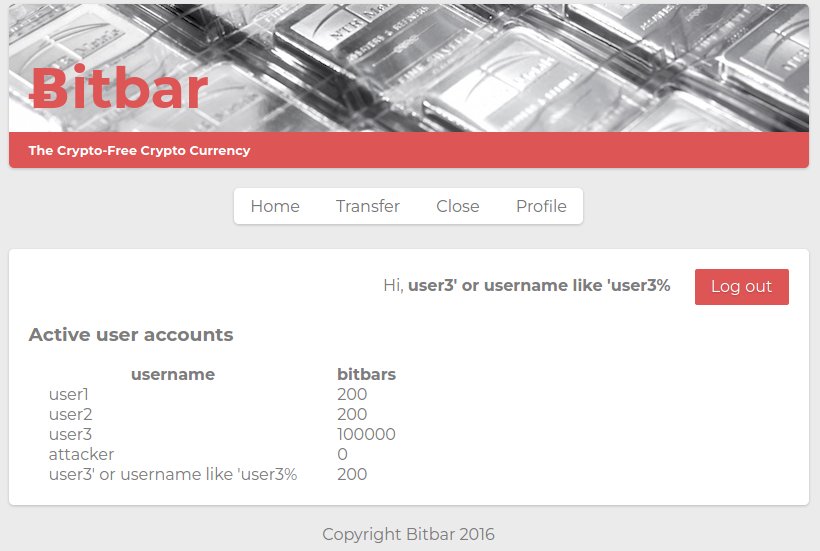 Ƀitbar
The Crypto-Free Crypto Currency
Home Transfer Close Profile
Hi, user3' or username like 'user3% Log out
Active user accounts
username bitbars
user1 200
user2 200
user3 100000
attacker 0
user3' or username like 'user3% 200
Copyright Bitbar 2016